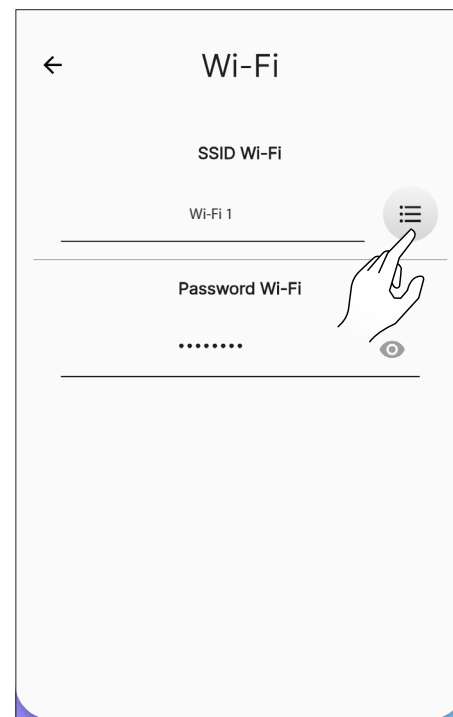 Wi-Fi
SSID Wi-Fi
Wi-Fi 1
Password Wi-Fi
••••••••